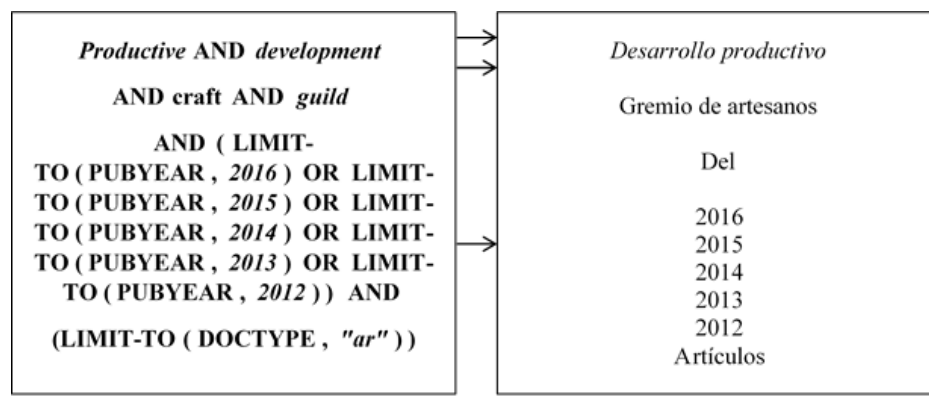 Productive AND development
AND craft AND guild
AND ( LIMIT-
TO ( PUBYEAR , 2016 ) OR LIMIT-
TO ( PUBYEAR , 2015 ) OR LIMIT-
TO ( PUBYEAR , 2014 ) OR LIMIT-
TO ( PUBYEAR , 2013 ) OR LIMIT-
TO ( PUBYEAR , 2012 ) ) AND
(LIMIT-TO ( DOCTYPE , "ar" ) )
Desarrollo productivo
Gremio de artesanos
Del
2016
2015
2014
2013
2012
Artículos